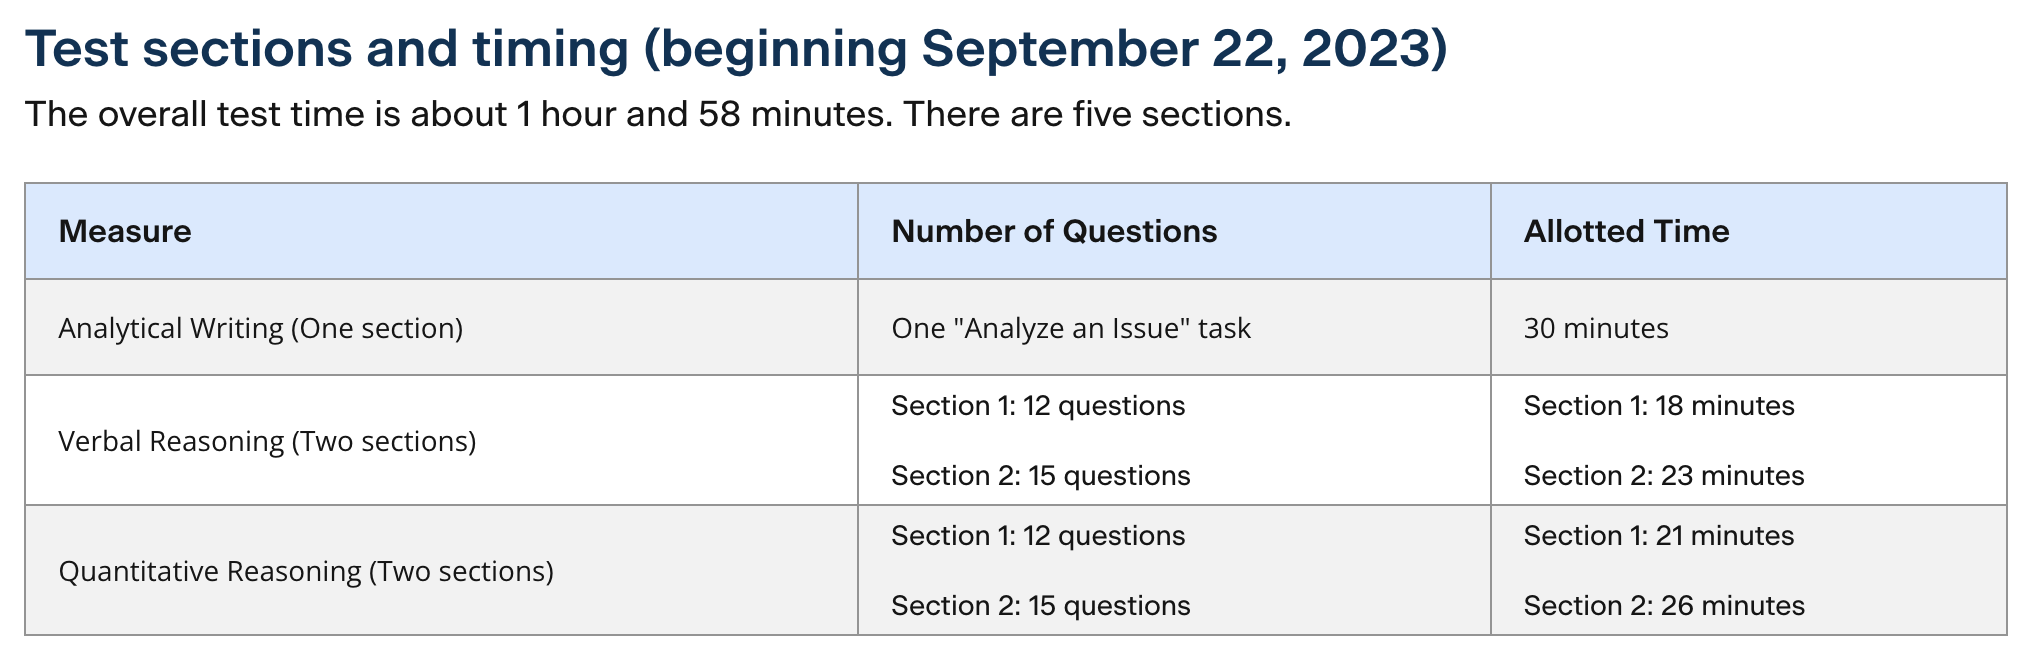 Test sections and timing (beginning September 22, 2023)
The overall test time is about 1 hour and 58 minutes. There are five sections.
Measure
Number of Questions
Allotted Time
Analytical Writing (One section)
One "Analyze an Issue" task
30 minutes
Verbal Reasoning (Two sections)
Section 1: 12 questions
Section 2: 15 questions
Section 1: 18 minutes
Section 2: 23 minutes
Quantitative Reasoning (Two sections)
Section 1: 12 questions
Section 2: 15 questions
Section 1: 21 minutes
Section 2: 26 minutes